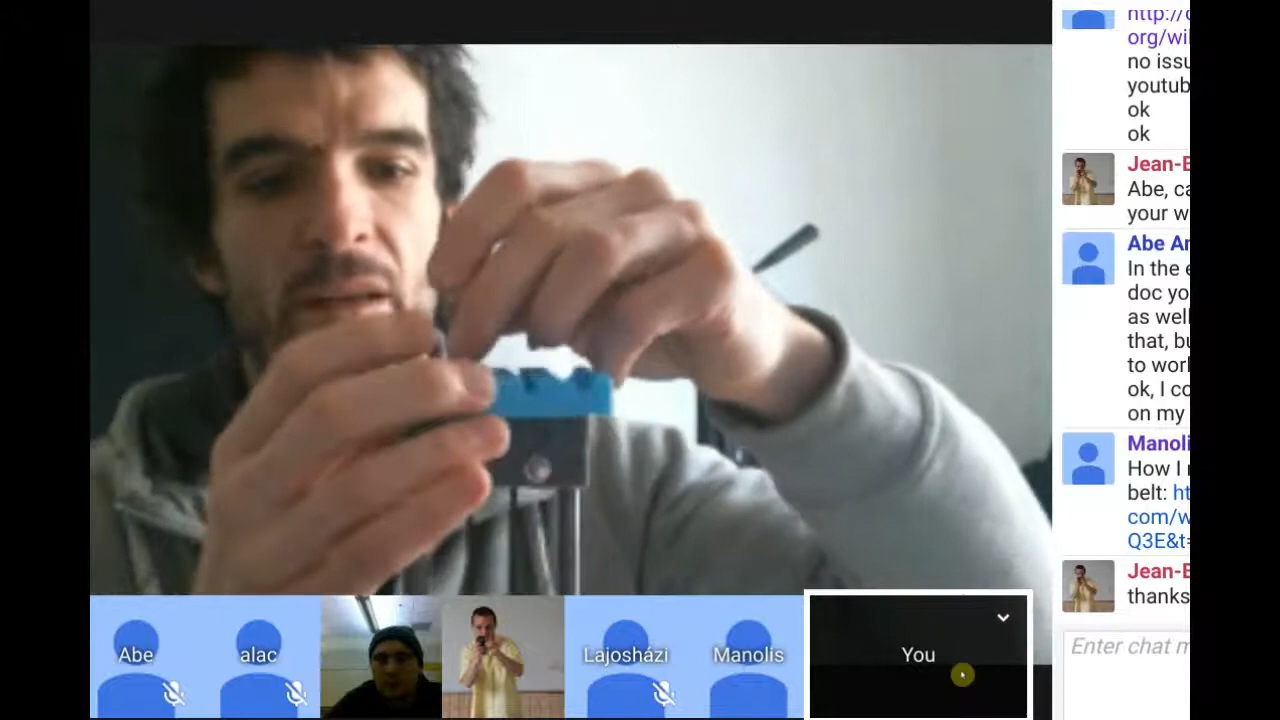 http://
org/wi
no issu
youtub
ok
ok
Jean-
Abe, ca
your w
Abe A
In the e
doc yo
as well
that, bu
to work
ok, I co
on my
Manoli
How I
belt: ht
com/w
Q3E&t=
Jean-
thanks
Enter chat m
Abe
alac
Lajosházi
Manolis
You